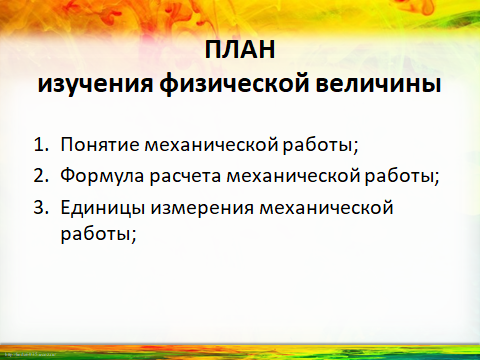 ПЛАН
изучения физической величины
1. Понятие механической работы;
2. Формула расчета механической работы;
3. Единицы измерения механической
работы;